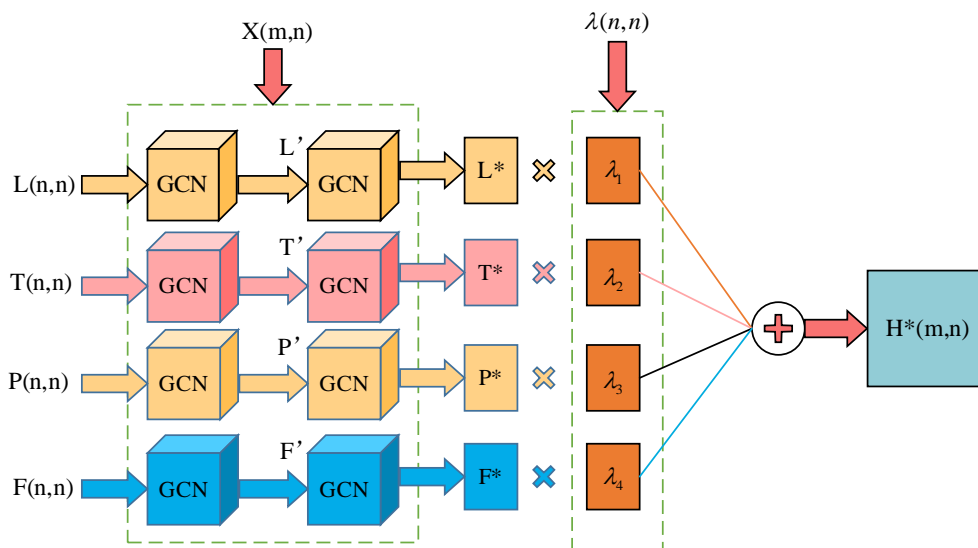 X(m,n)
λ(n,n)
L(n,n)
GCN
L’
GCN
L*
λ1
T(n,n)
GCN
T’
GCN
T*
λ2
H*(m,n)
P(n,n)
GCN
P’
GCN
P*
λ3
F(n,n)
GCN
F’
GCN
F*
λ4